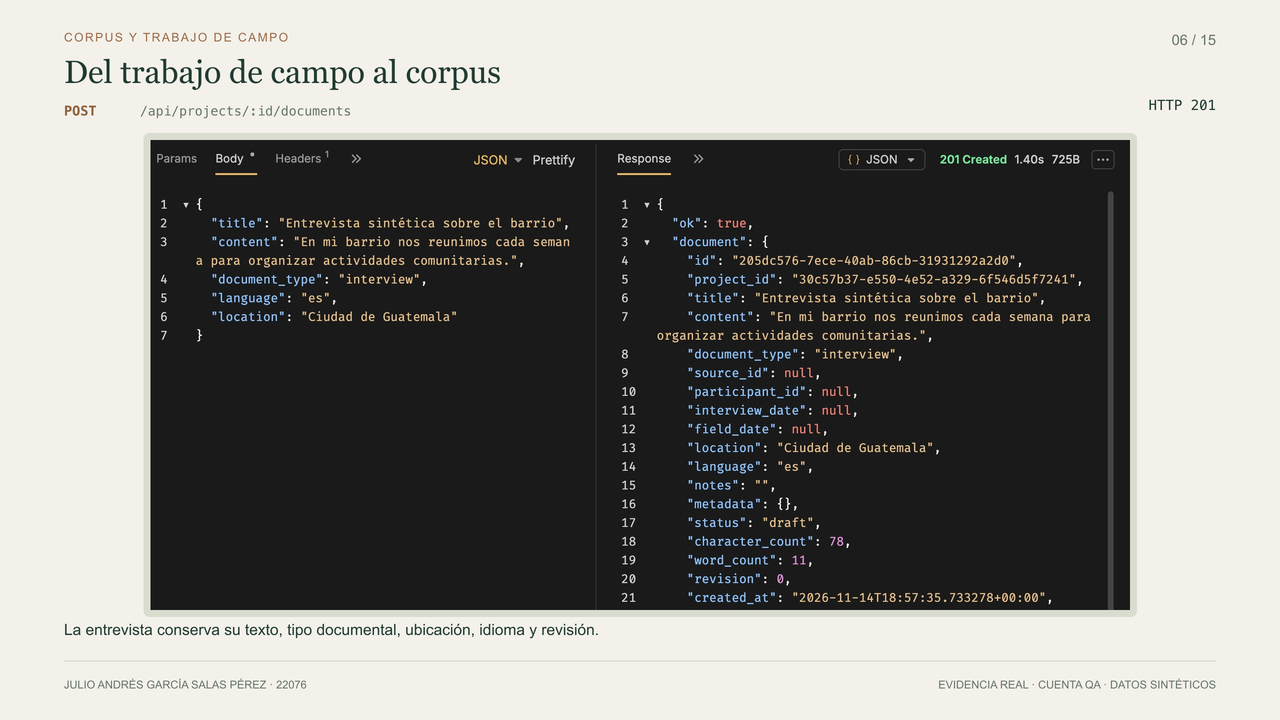 CORPUS Y TRABAJO DE CAMPO
06 / 15
Del trabajo de campo al corpus
POST /api/projects/:id/documents
HTTP 201
Params Body Headers 1 JSON Prettify
1 {
2 "title": "Entrevista sintética sobre el barrio",
3 "content": "En mi barrio nos reunimos cada seman
a para organizar actividades comunitarias.",
4 "document_type": "interview",
5 "language": "es",
6 "location": "Ciudad de Guatemala"
7 }
Response { } JSON 201 Created 1.40s 725B
1 {
2 "ok": true,
3 "document": {
4 "id": "205dc576-7ece-40ab-86cb-31931292a2d0",
5 "project_id": "30c57b37-e550-4e52-a329-6f546d5f7241",
6 "title": "Entrevista sintética sobre el barrio",
7 "content": "En mi barrio nos reunimos cada semana para
organizar actividades comunitarias.",
8 "document_type": "interview",
9 "source_id": null,
10 "participant_id": null,
11 "interview_date": null,
12 "field_date": null,
13 "location": "Ciudad de Guatemala",
14 "language": "es",
15 "notes": "",
16 "metadata": {},
17 "status": "draft",
18 "character_count": 78,
19 "word_count": 11,
20 "revision": 0,
21 "created_at": "2026-11-14T18:57:35.733278+00:00",
La entrevista conserva su texto, tipo documental, ubicación, idioma y revisión.
JULIO ANDRÉS GARCÍA SALAS PÉREZ · 22076
EVIDENCIA REAL · CUENTA QA · DATOS SINTÉTICOS